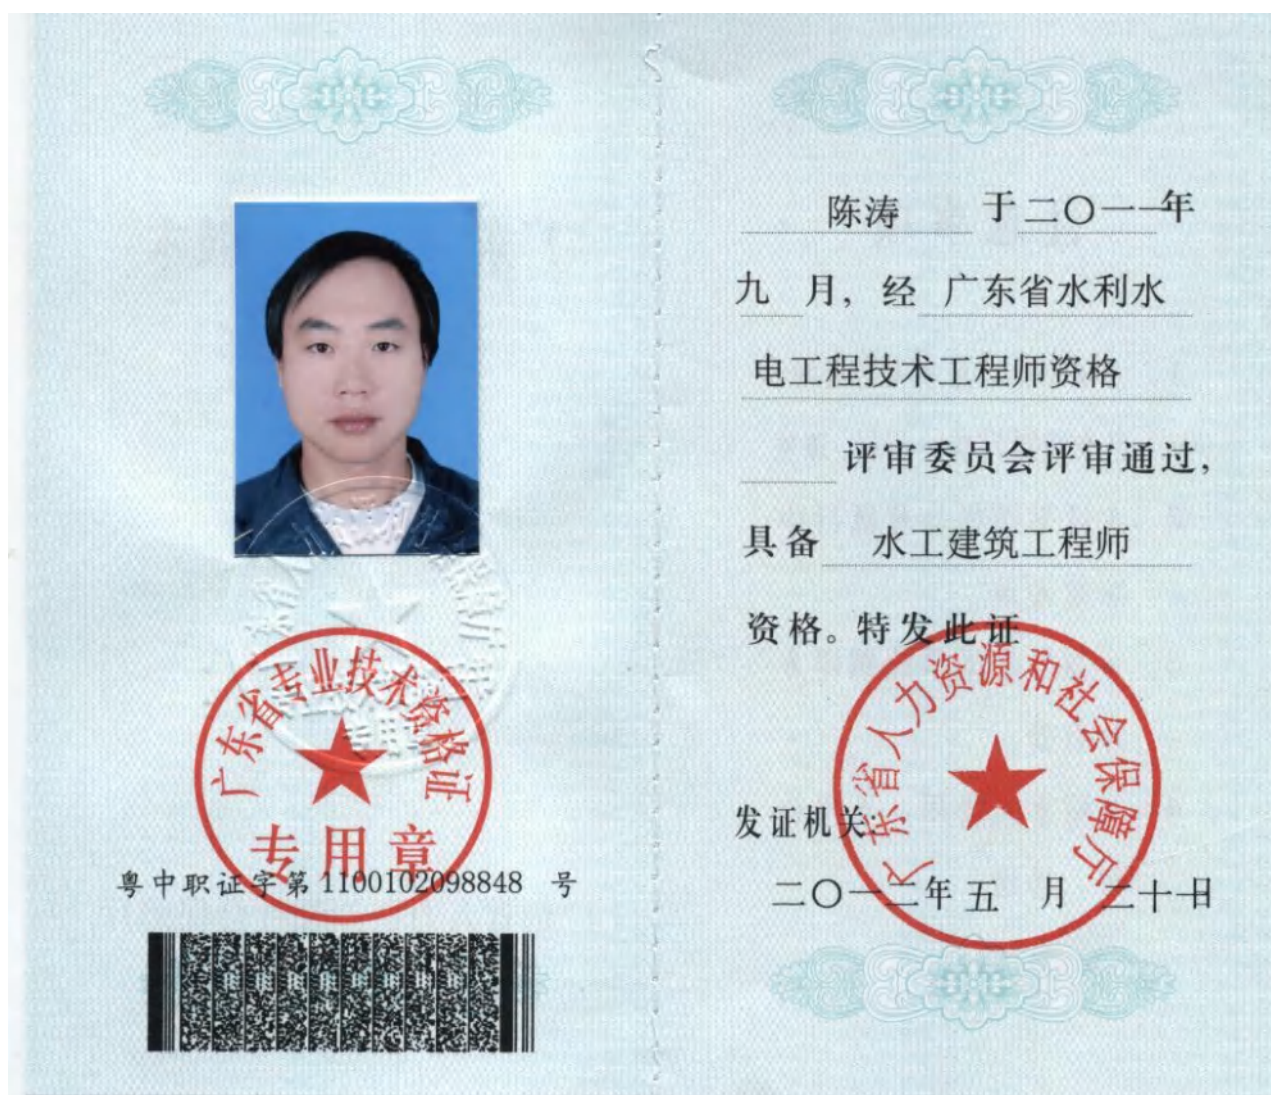 广东省专业技术资格证
专用章
粤中职证字第 1100102098848 号
陈涛 于二〇一一年
九 月，经 广东省水利水
电工程技术工程师资格
评审委员会评审通过，
具备 水工建筑工程师
资格。特发此证
广东省人力资源和社会保障厅
发证机关：
二〇一二年 五 月 二十日